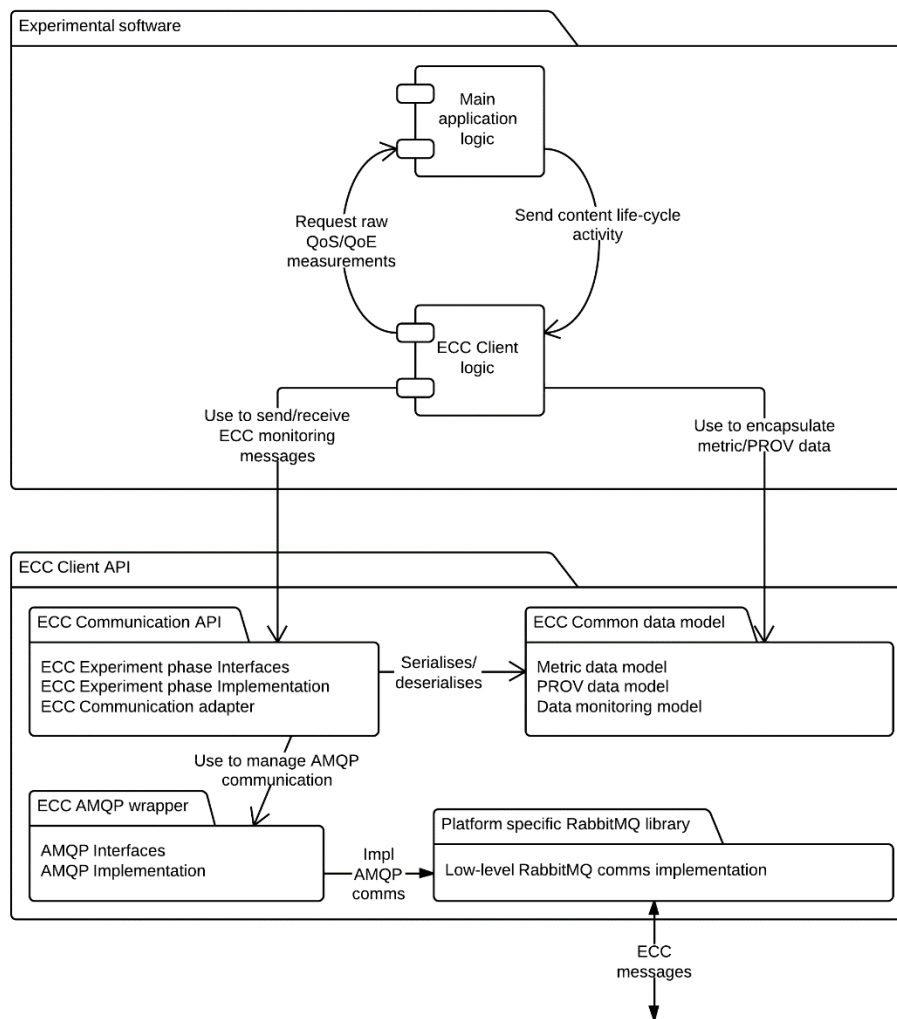 Experimental software
Main
application
logic
Request raw
QoS/QoE
measurements
Send content life-cycle
activity
ECC Client
logic
Use to send/receive
ECC monitoring
messages
Use to encapsulate
metric/PROV data
ECC Client API
ECC Communication API
ECC Experiment phase Interfaces
ECC Experiment phase Implementation
ECC Communication adapter
Serialises/
deserialises
ECC Common data model
Metric data model
PROV data model
Data monitoring model
Use to manage AMQP
communication
ECC AMQP wrapper
AMQP Interfaces
AMQP Implementation
Impl
AMQP
comms
Platform specific RabbitMQ library
Low-level RabbitMQ comms implementation
ECC
messages